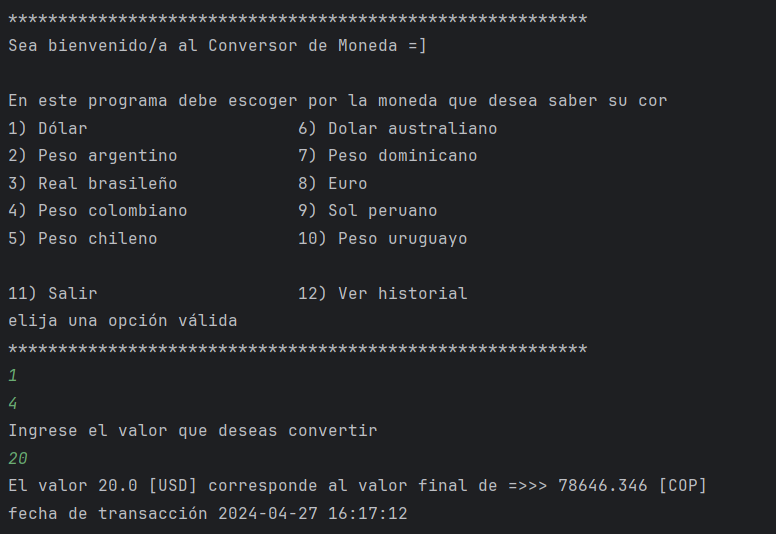 **********************************************************
Sea bienvenido/a al Conversor de Moneda =]
En este programa debe escoger por la moneda que desea saber su cor
1) Dólar 6) Dolar australiano
2) Peso argentino 7) Peso dominicano
3) Real brasileño 8) Euro
4) Peso colombiano 9) Sol peruano
5) Peso chileno 10) Peso uruguayo
11) Salir 12) Ver historial
elija una opción válida
**********************************************************
1
4
Ingrese el valor que deseas convertir
20
El valor 20.0 [USD] corresponde al valor final de =>>> 78646.346 [COP]
fecha de transacción 2024-04-27 16:17:12